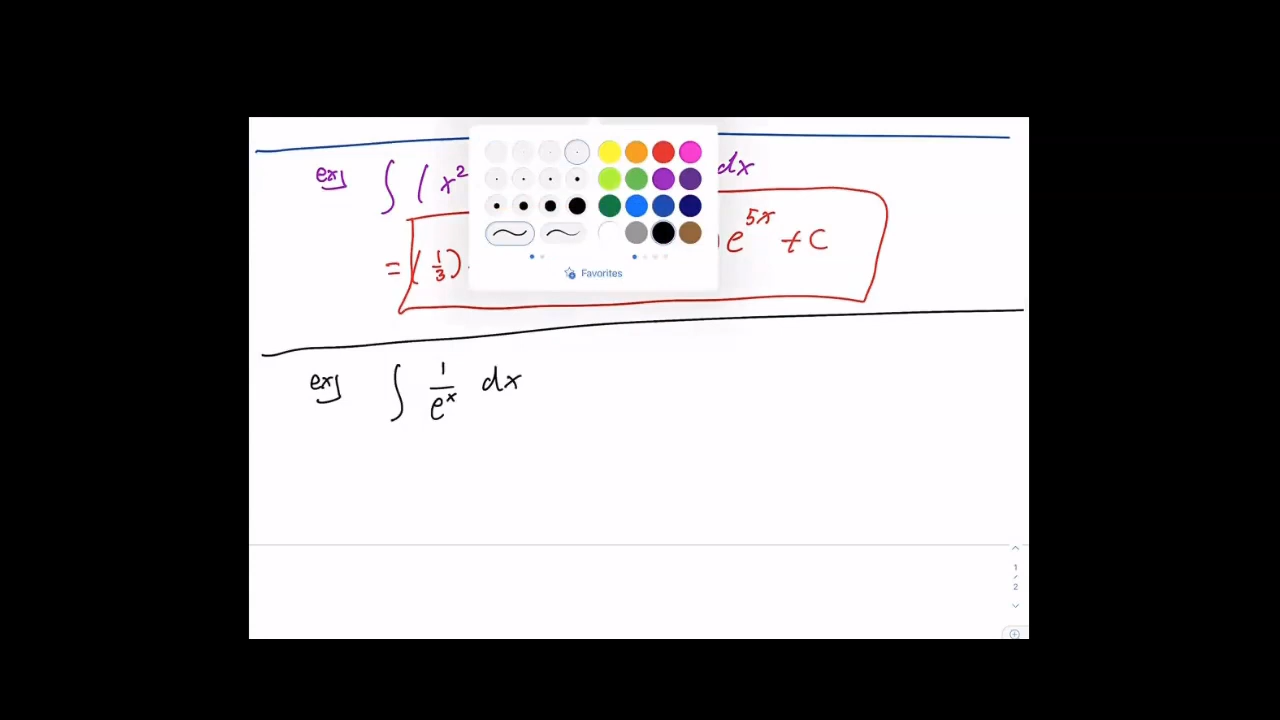 ex) ∫ ( x² dx
= (1/3) e^{5x} + C
Favorites
ex) ∫ 1/e^x dx
1
/
2